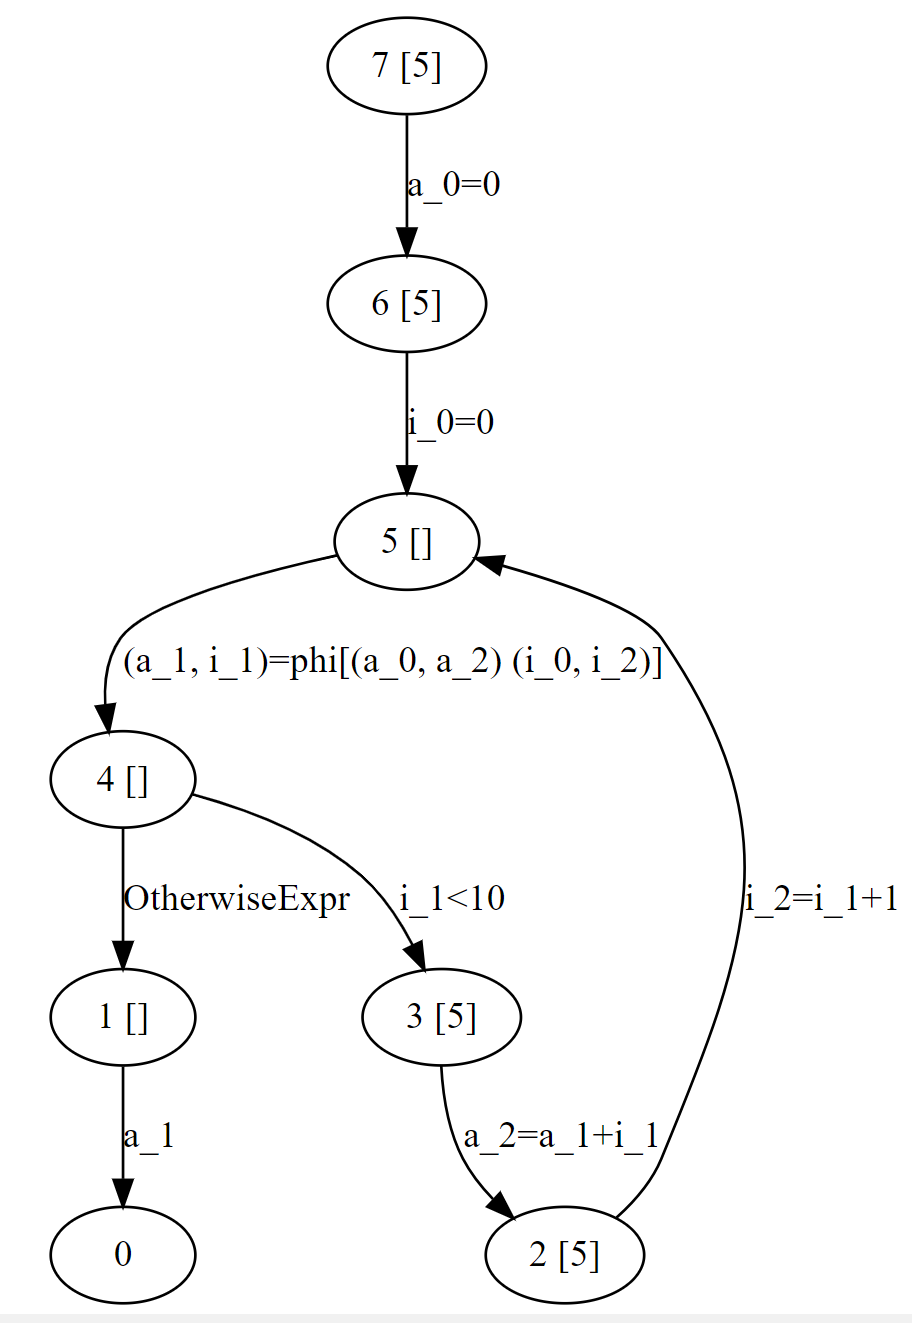 7 [5]
a_0=0
6 [5]
i_0=0
5 []
(a_1, i_1)=phi[(a_0, a_2) (i_0, i_2)]
4 []
OtherwiseExpr
i_1<10
i_2=i_1+1
1 []
3 [5]
a_1
a_2=a_1+i_1
0
2 [5]